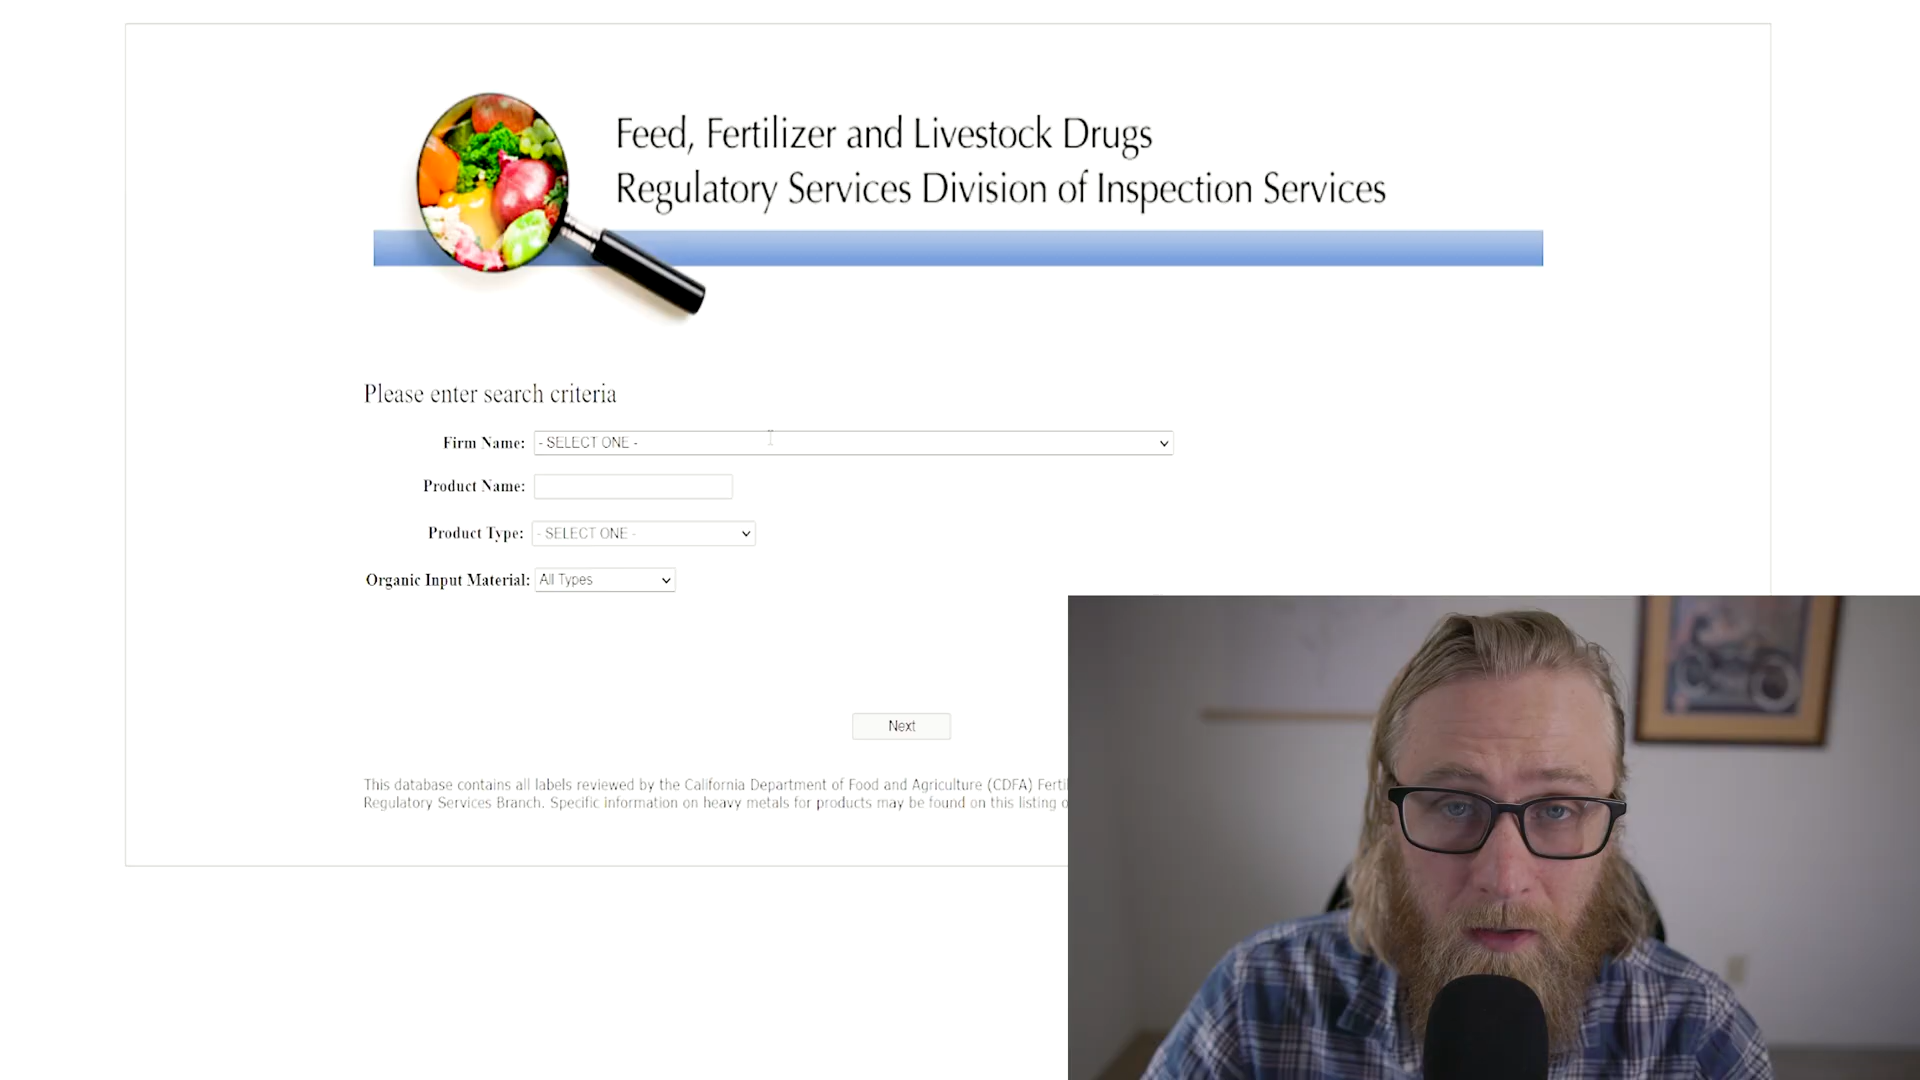 Feed, Fertilizer and Livestock Drugs
Regulatory Services Division of Inspection Services
Please enter search criteria
Firm Name: - SELECT ONE -
Product Name:
Product Type: - SELECT ONE -
Organic Input Material: All Types
Next
This database contains all labels reviewed by the California Department of Food and Agriculture (CDFA)
Regulatory Services Branch. Specific information on heavy metals for products may be found on this listing